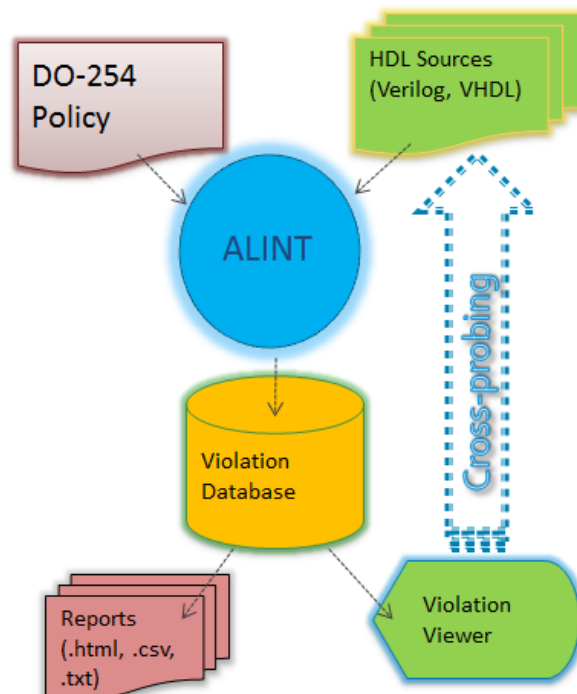 DO-254
Policy
HDL Sources
(Verilog, VHDL)
ALINT
Cross-probing
Violation
Database
Reports
(.html, .csv,
.txt)
Violation
Viewer